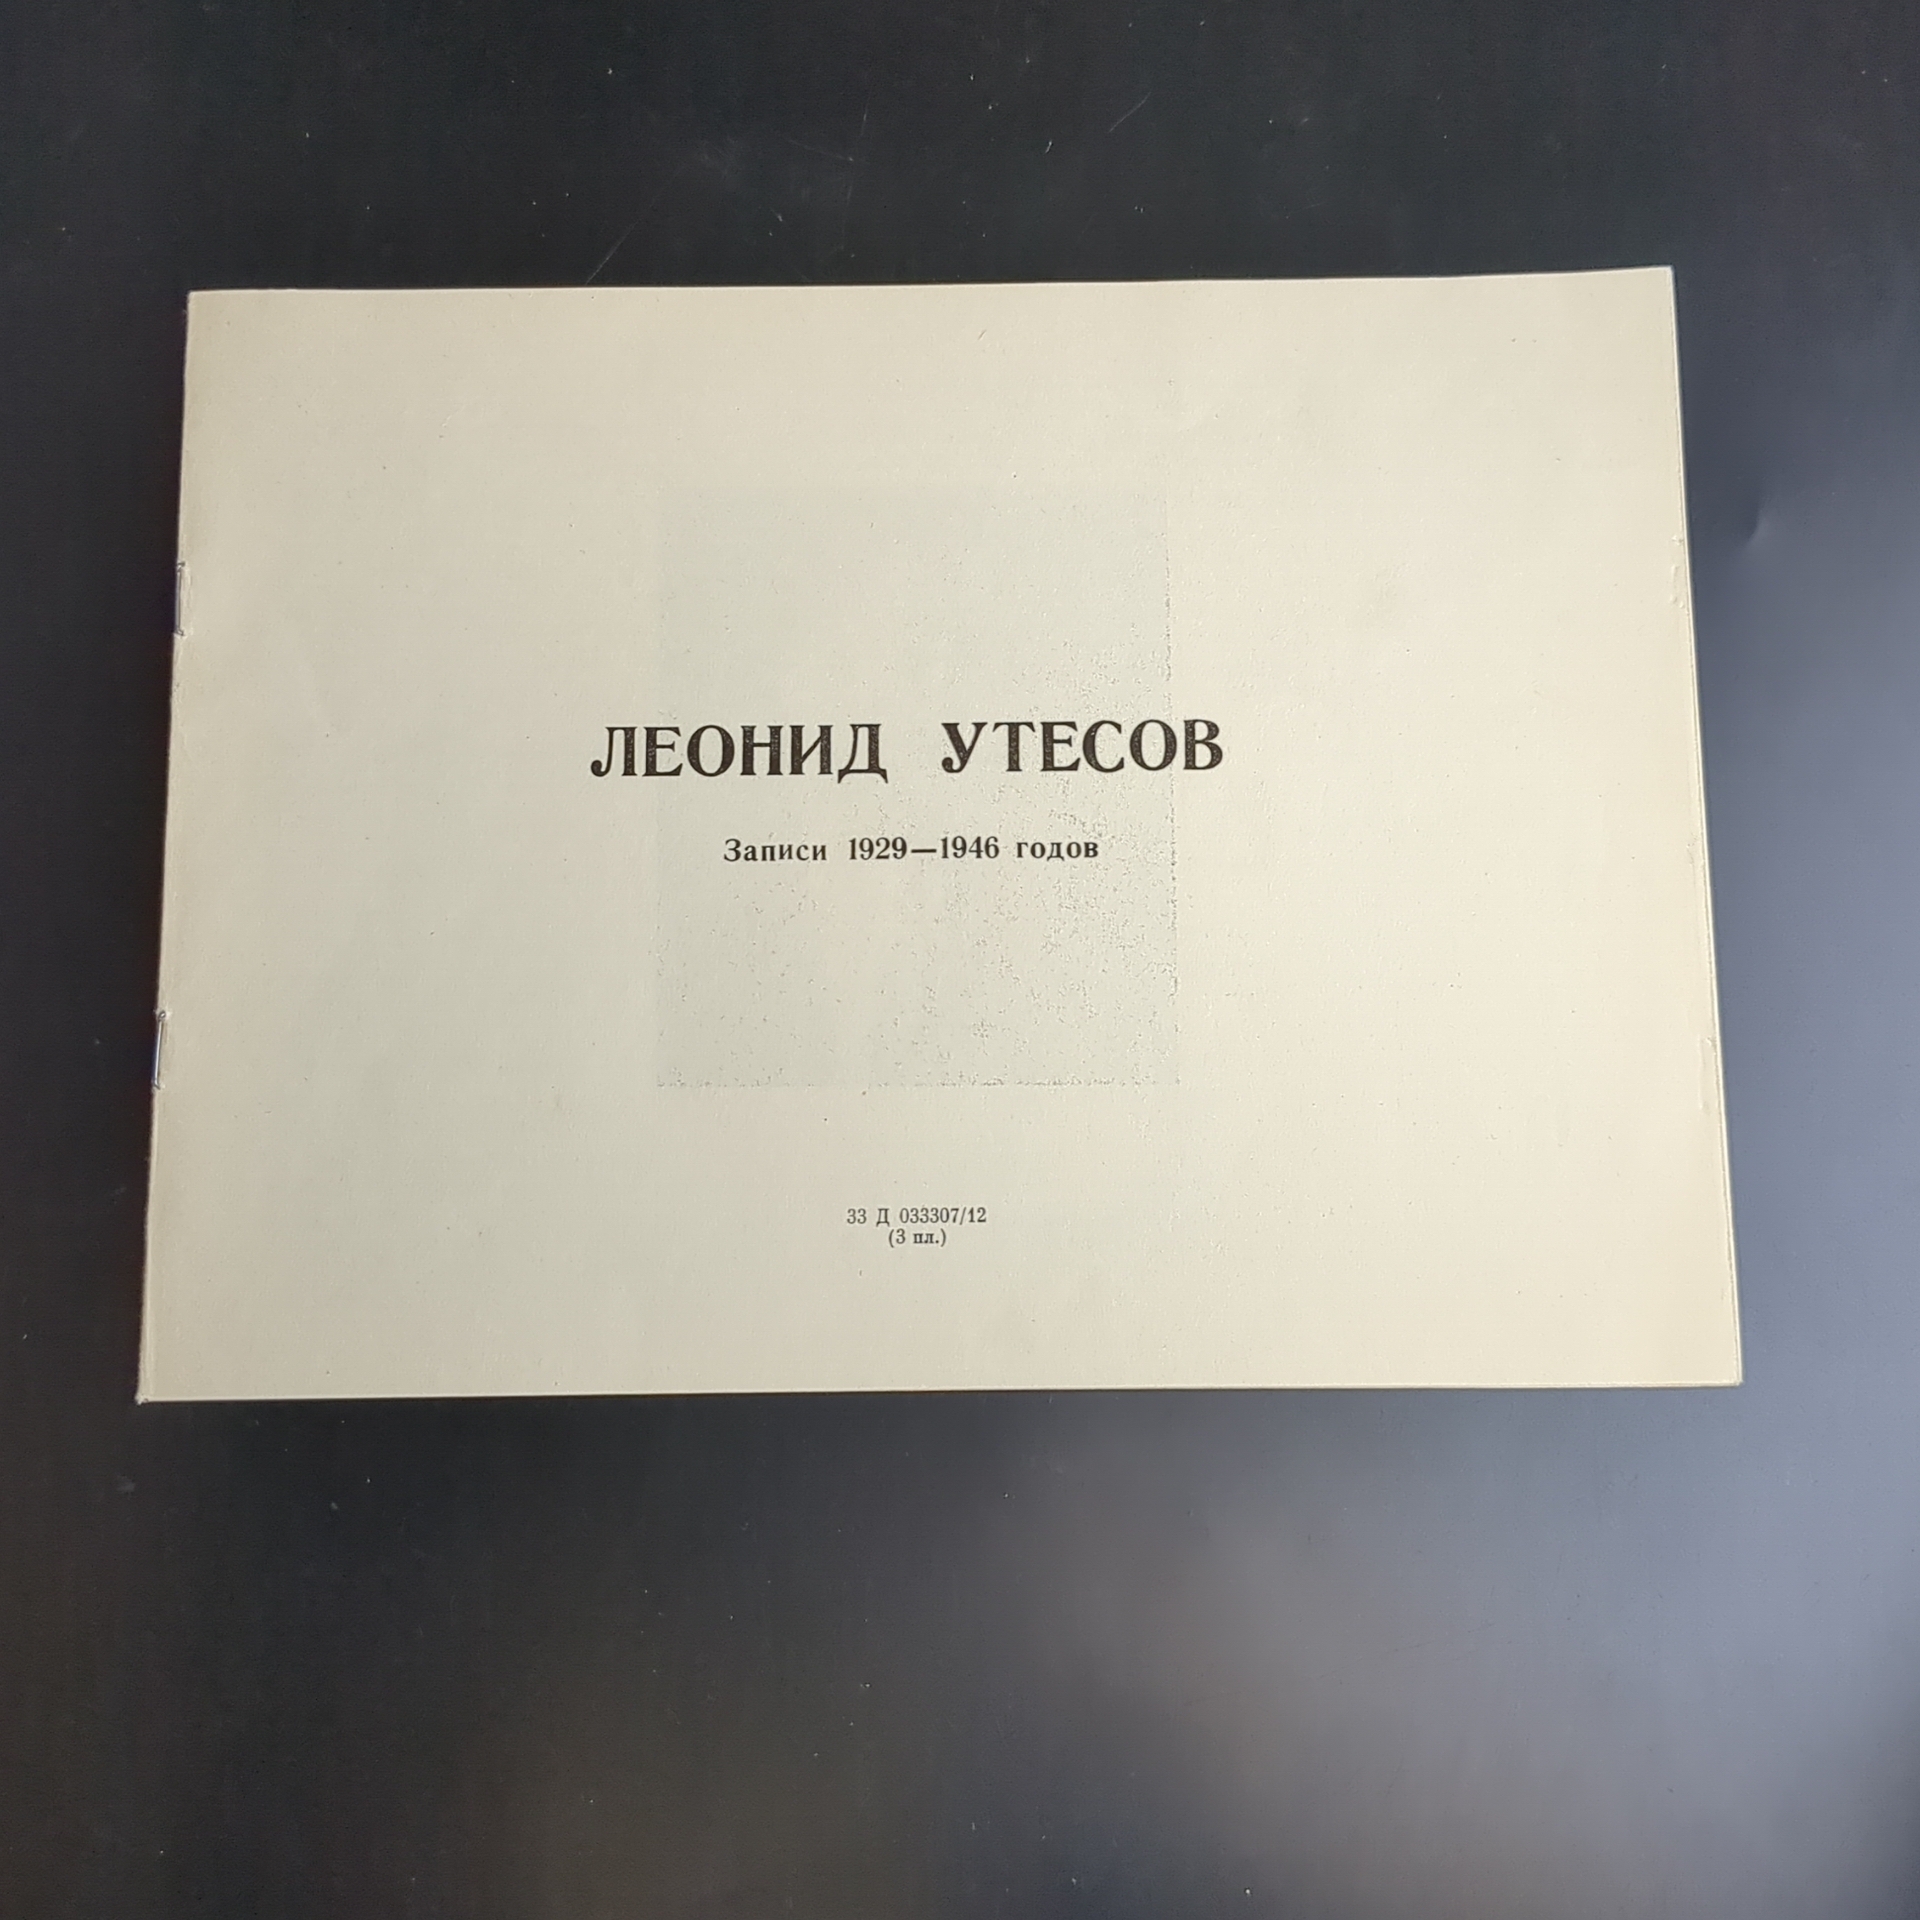 ЛЕОНИД УТЕСОВ
Записи 1929—1946 годов
33 Д 033307/12
(3 пл.)